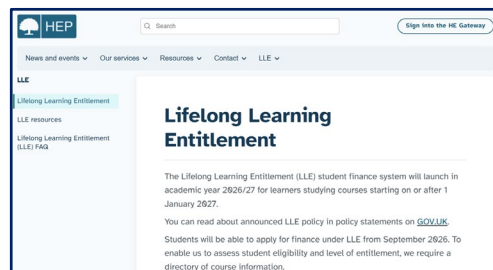 HEP
Search
Sign into the HE Gateway
News and events
Our services
Resources
Contact
LLE
LLE
Lifelong Learning Entitlement
LLE resources
Lifelong Learning Entitlement
(LLE) FAQ
Lifelong Learning
Entitlement
The Lifelong Learning Entitlement (LLE) student finance system will launch in
academic year 2026/27 for learners studying courses starting on or after 1
January 2027.
You can read about announced LLE policy in policy statements on GOV.UK.
Students will be able to apply for finance under LLE from September 2026. To
enable us to assess student eligibility and level of entitlement, we require a
directory of course information.